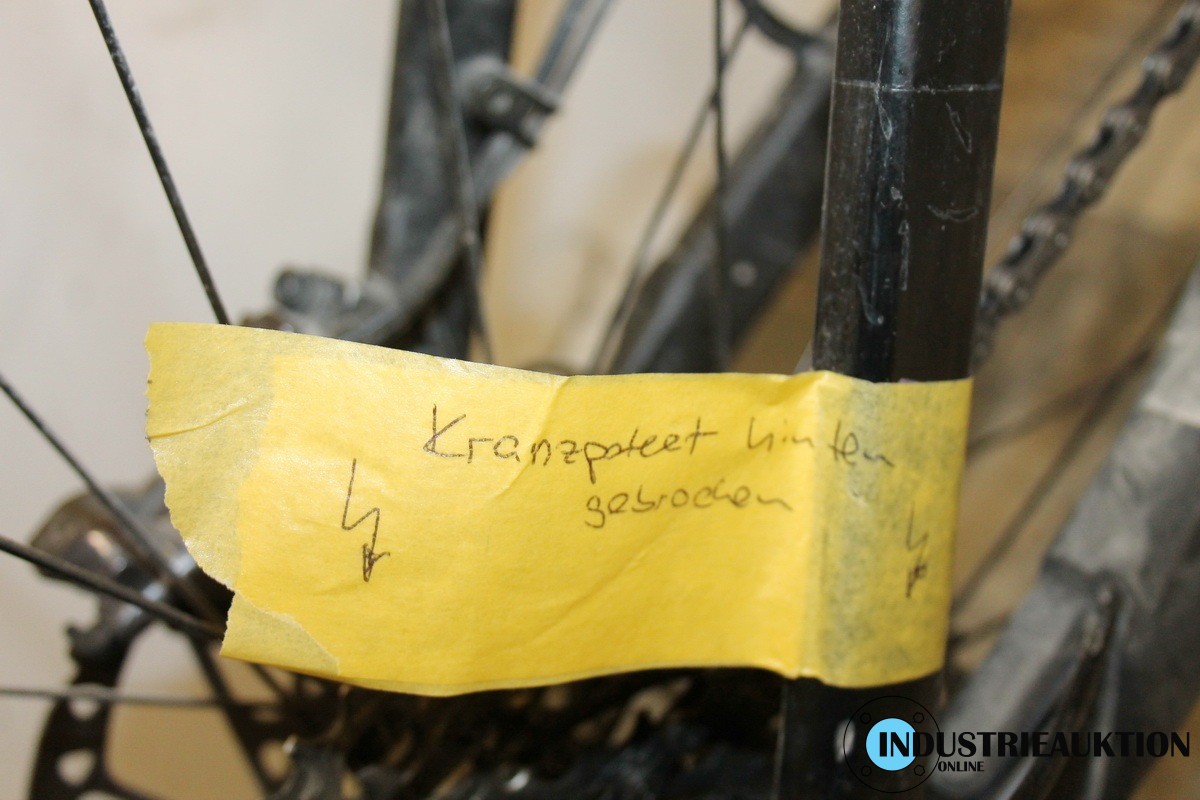 Kranzpaket hinten
gebrochen
INDUSTRIEAUKTION
ONLINE